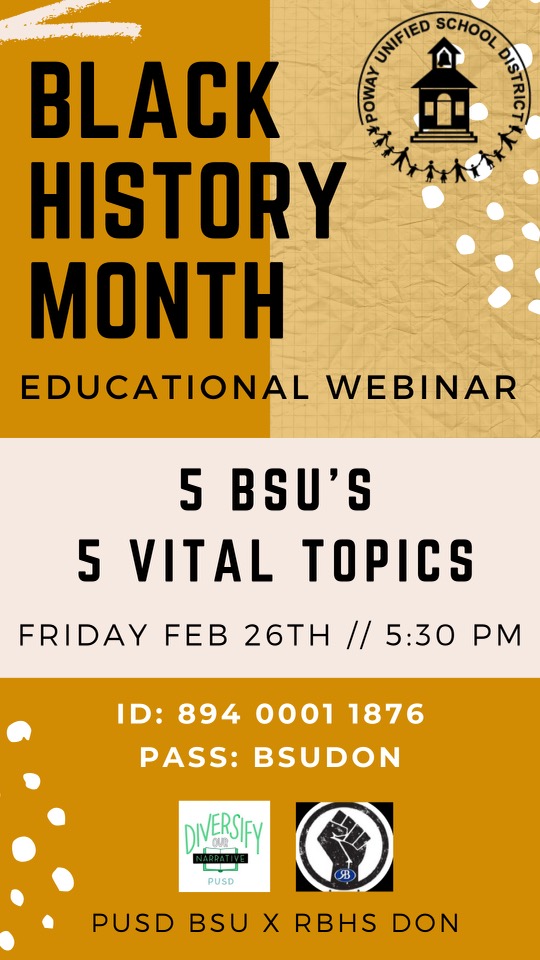 BLACK
HISTORY
MONTH
POWAY UNIFIED SCHOOL DISTRICT
EDUCATIONAL WEBINAR
5 BSU'S
5 VITAL TOPICS
FRIDAY FEB 26TH // 5:30 PM
ID: 894 0001 1876
PASS: BSUDON
DIVERSIFY
OUR
NARRATIVE
PUSD
RB
PUSD BSU X RBHS DON